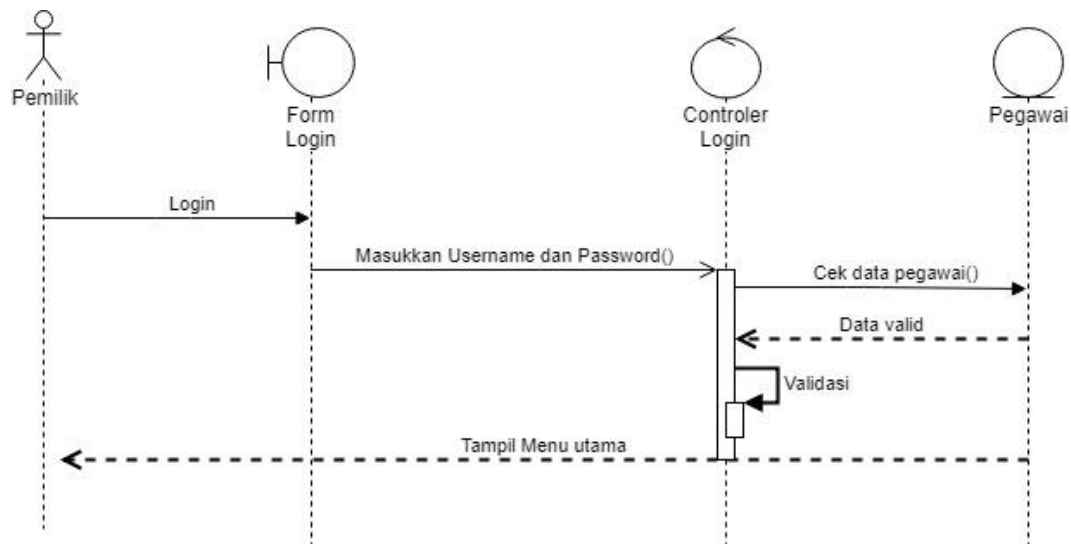 Pemilik
Form
Login
Controler
Login
Pegawai
Login
Masukkan Username dan Password()
Cek data pegawai()
Data valid
Validasi
Tampil Menu utama